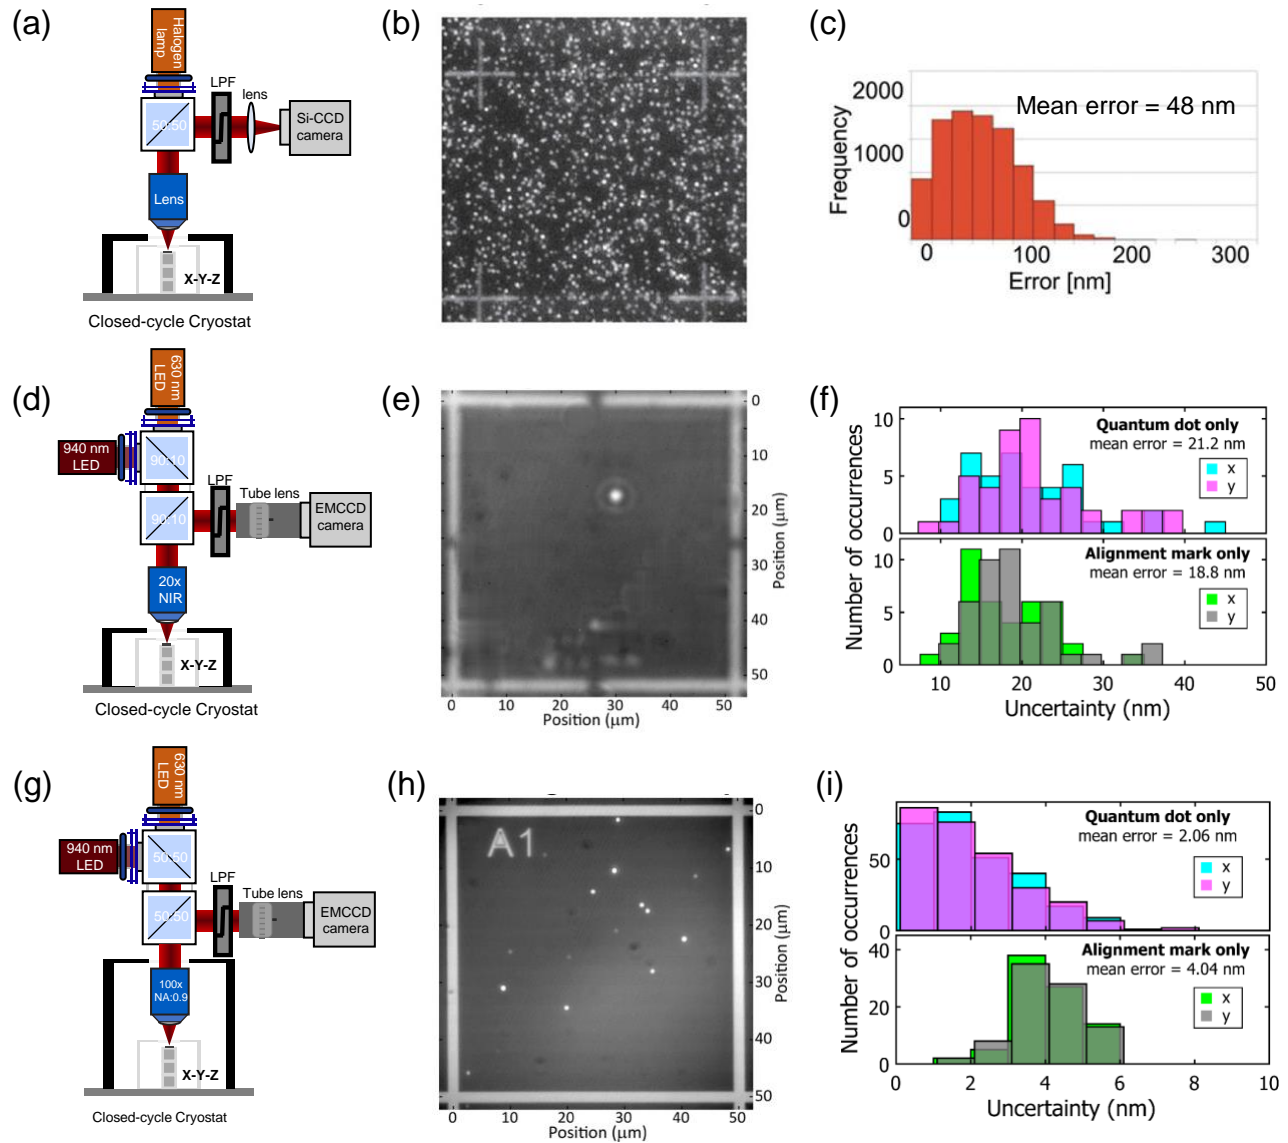 (a)
Halogen
lamp
50:50
LPF
lens
Si-CCD
camera
Lens
X-Y-Z
Closed-cycle Cryostat
(b)
(c)
Mean error = 48 nm
Frequency
2000
1000
0
0 100 200 300
Error [nm]
(d)
630 nm
LED
940 nm
LED
90:10
90:10
LPF
Tube lens
EMCCD
camera
20x
NIR
X-Y-Z
Closed-cycle Cryostat
(e)
0
10
20
30
40
50
Position (μm)
0 10 20 30 40 50
Position (μm)
(f)
Quantum dot only
mean error = 21.2 nm
x
y
10
5
0
Alignment mark only
mean error = 18.8 nm
x
y
10
5
0
Number of occurrences
10 20 30 40 50
Uncertainty (nm)
(g)
630 nm
LED
940 nm
LED
50:50
50:50
LPF
Tube lens
EMCCD
camera
100x
NA:0.9
X-Y-Z
Closed-cycle Cryostat
(h)
A1
0
10
20
30
40
50
Position (μm)
0 10 20 30 40 50
Position (μm)
(i)
Quantum dot only
mean error = 2.06 nm
x
y
50
0
Alignment mark only
mean error = 4.04 nm
x
y
40
20
0
Number of occurrences
0 2 4 6 8 10
Uncertainty (nm)